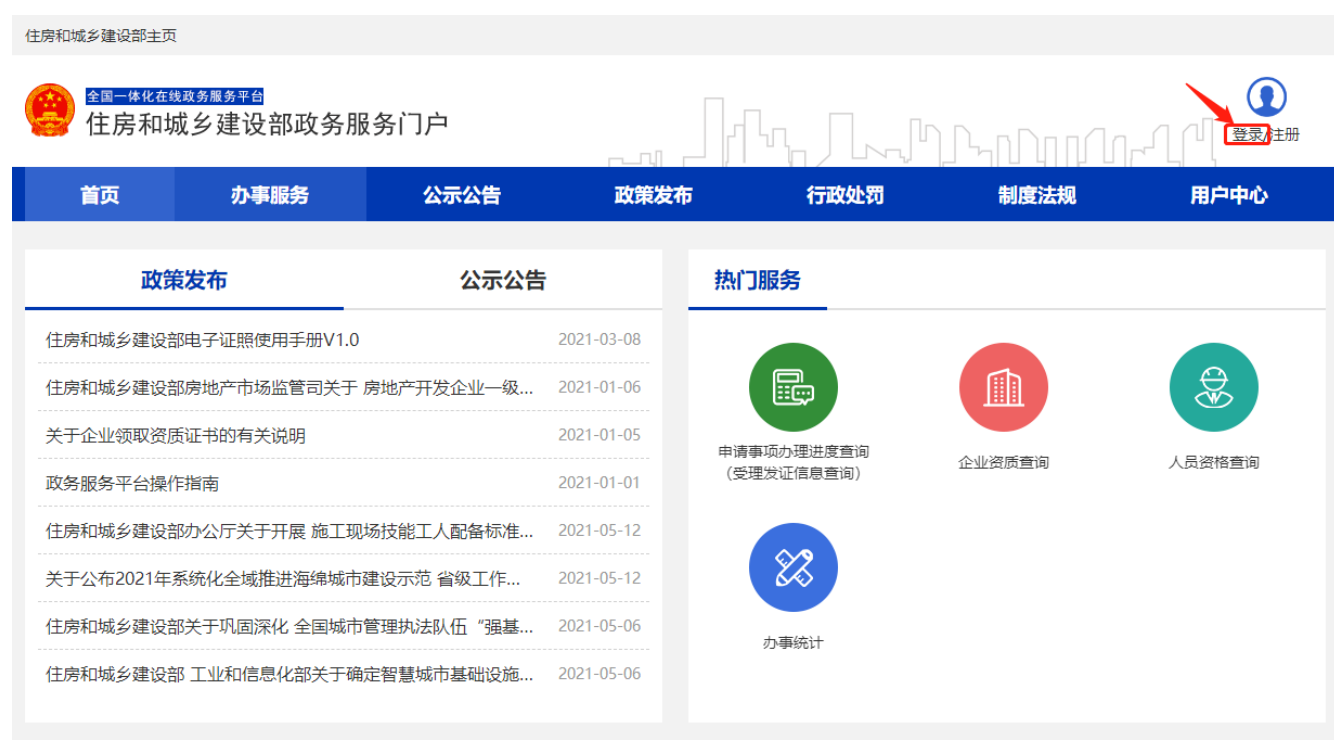 住房和城乡建设部主页
全国一体化在线政务服务平台
住房和城乡建设部政务服务门户
登录/注册
首页 办事服务 公示公告 政策发布 行政处罚 制度法规 用户中心
政策发布 公示公告
住房和城乡建设部电子证照使用手册V1.0 2021-03-08
住房和城乡建设部房地产市场监管司关于 房地产开发企业一级... 2021-01-06
关于企业领取资质证书的有关说明 2021-01-05
政务服务平台操作指南 2021-01-01
住房和城乡建设部办公厅关于开展 施工现场技能工人配备标准... 2021-05-12
关于公布2021年系统化全域推进海绵城市建设示范 省级工作... 2021-05-12
住房和城乡建设部关于巩固深化 全国城市管理执法队伍“强基... 2021-05-06
住房和城乡建设部 工业和信息化部关于确定智慧城市基础设施... 2021-05-06
热门服务
申请事项办理进度查询
（受理发证信息查询）
企业资质查询
人员资格查询
办事统计